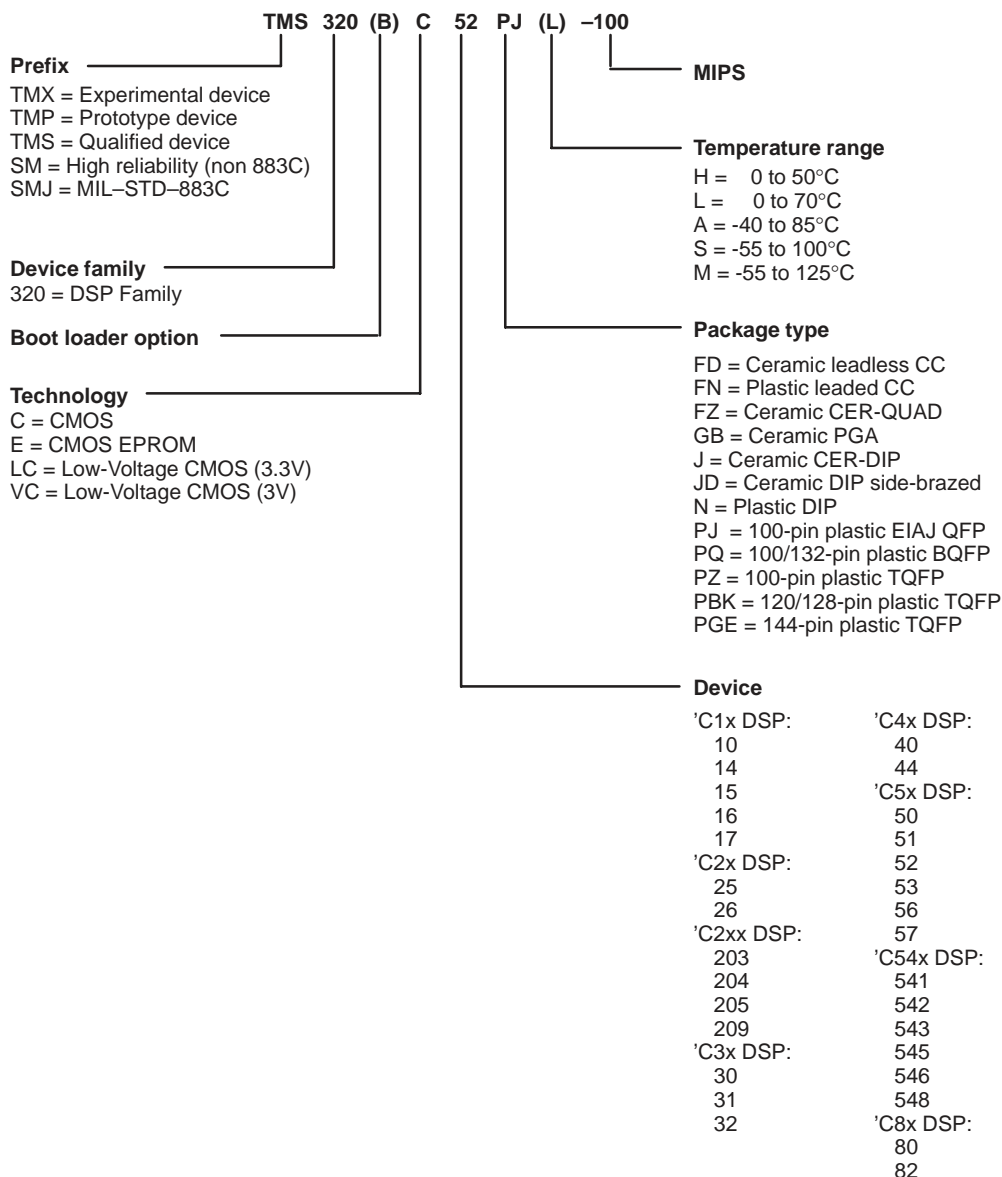 TMS 320 (B) C 52 PJ (L) –100
Prefix
TMX = Experimental device
TMP = Prototype device
TMS = Qualified device
SM = High reliability (non 883C)
SMJ = MIL–STD–883C
Device family
320 = DSP Family
Boot loader option
Technology
C = CMOS
E = CMOS EPROM
LC = Low-Voltage CMOS (3.3V)
VC = Low-Voltage CMOS (3V)
MIPS
Temperature range
H = 0 to 50°C
L = 0 to 70°C
A = -40 to 85°C
S = -55 to 100°C
M = -55 to 125°C
Package type
FD = Ceramic leadless CC
FN = Plastic leaded CC
FZ = Ceramic CER-QUAD
GB = Ceramic PGA
J = Ceramic CER-DIP
JD = Ceramic DIP side-brazed
N = Plastic DIP
PJ = 100-pin plastic EIAJ QFP
PQ = 100/132-pin plastic BQFP
PZ = 100-pin plastic TQFP
PBK = 120/128-pin plastic TQFP
PGE = 144-pin plastic TQFP
Device
’C1x DSP:
10
14
15
16
17
’C2x DSP:
25
26
’C2xx DSP:
203
204
205
209
’C3x DSP:
30
31
32
’C4x DSP:
40
44
’C5x DSP:
50
51
52
53
56
57
’C54x DSP:
541
542
543
545
546
548
’C8x DSP:
80
82